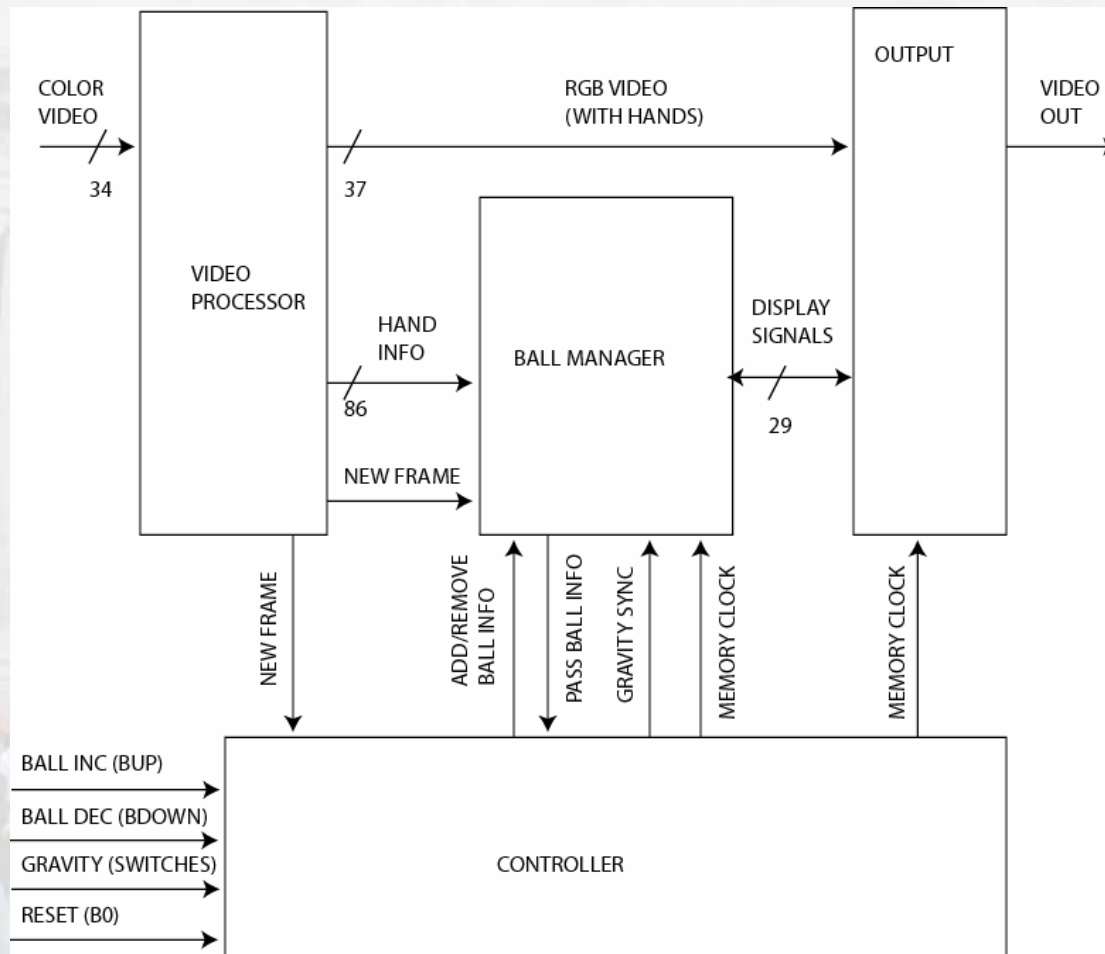 COLOR
VIDEO
34
VIDEO
PROCESSOR
RGB VIDEO
(WITH HANDS)
37
OUTPUT
VIDEO
OUT
HAND
INFO
86
NEW FRAME
BALL MANAGER
DISPLAY
SIGNALS
29
NEW FRAME
ADD/REMOVE
BALL INFO
PASS BALL INFO
GRAVITY SYNC
MEMORY CLOCK
MEMORY CLOCK
BALL INC (BUP)
BALL DEC (BDOWN)
GRAVITY (SWITCHES)
RESET (B0)
CONTROLLER